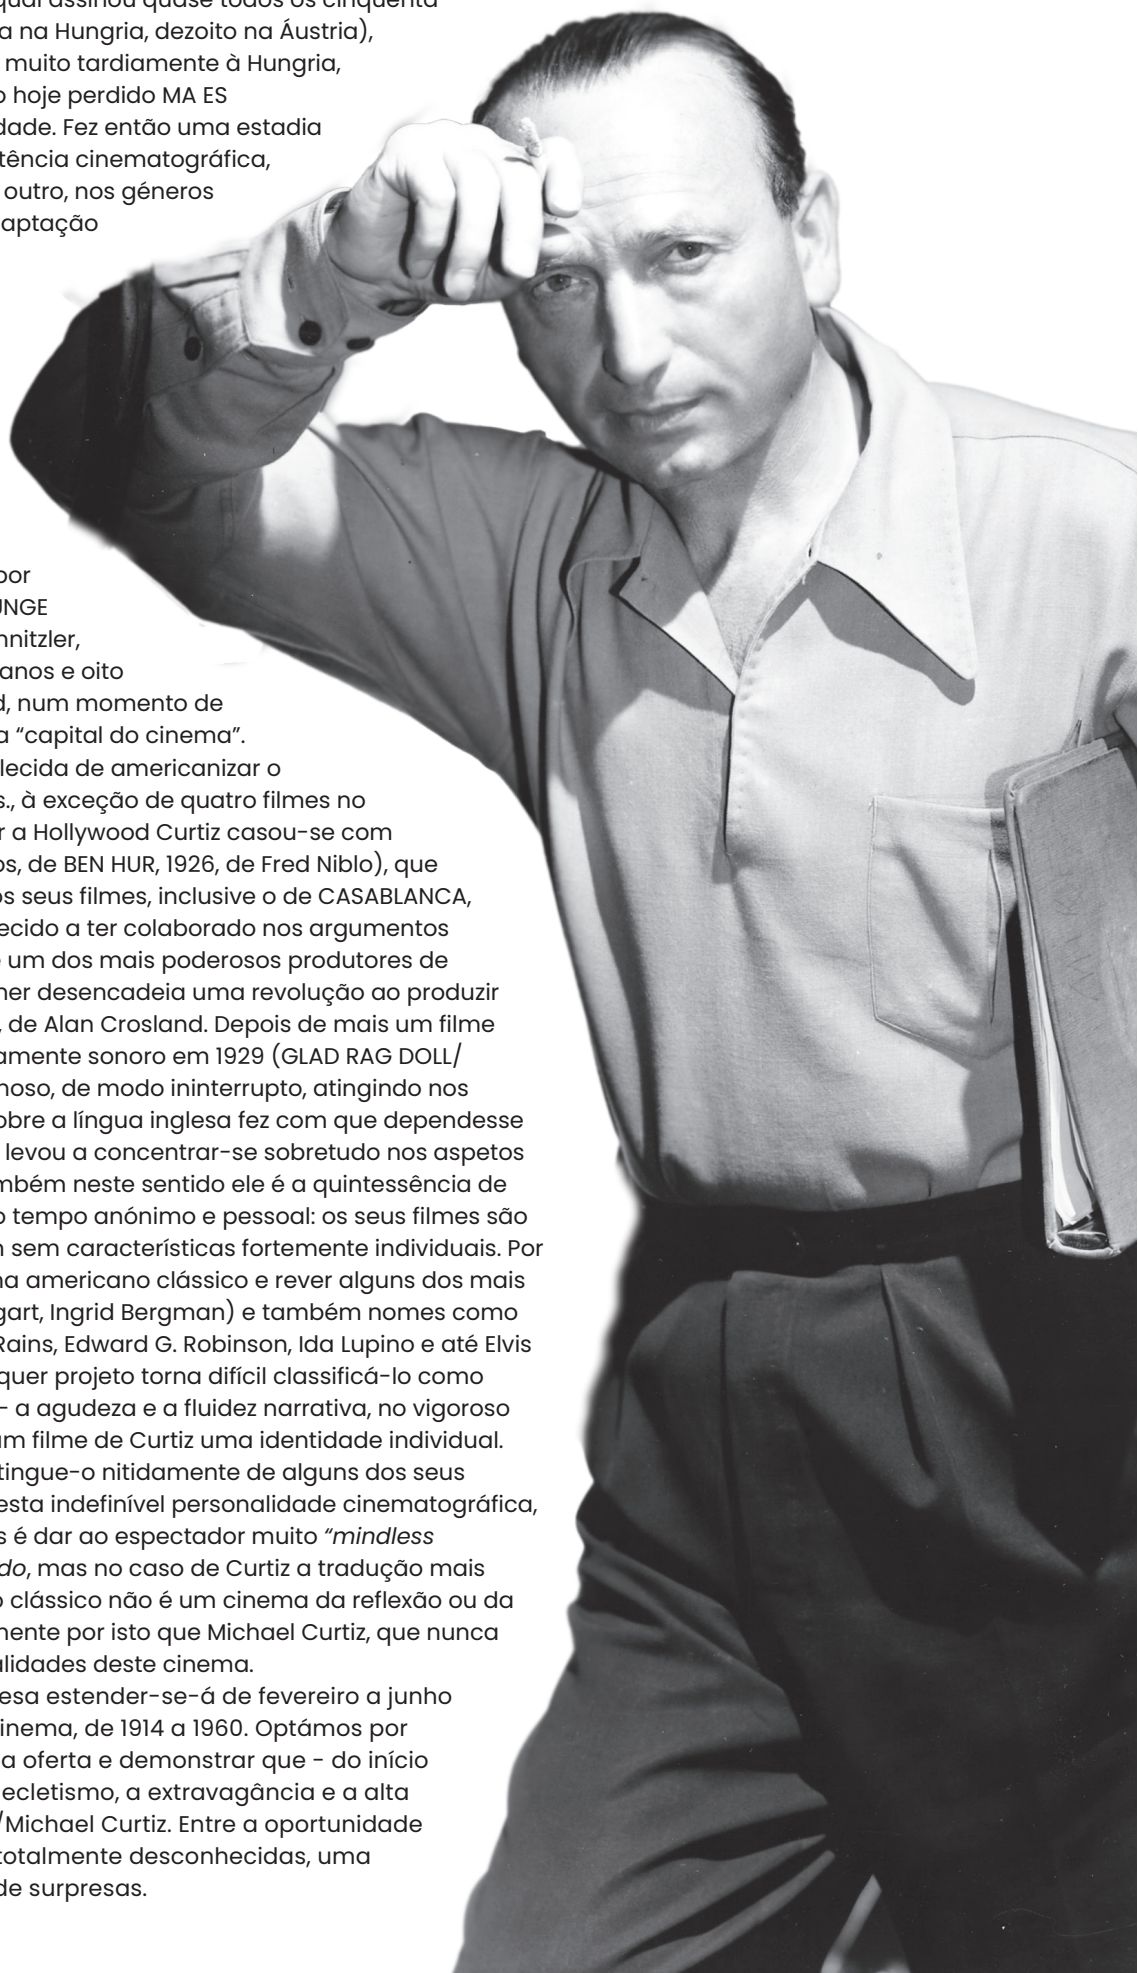 qual assinou quase todos os cinquenta
a na Hungria, dezoito na Áustria),
muito tardiamente à Hungria,
o hoje perdido MA ES
dade. Fez então uma estadia
tência cinematográfica,
outro, nos géneros
aptação
por
UNGE
hnitzler,
anos e oito
d, num momento de
a “capital do cinema”.
lecida de americanizar o
s., à exceção de quatro filmes no
r a Hollywood Curtiz casou-se com
os, de BEN HUR, 1926, de Fred Niblo), que
os seus filmes, inclusive o de CASABLANCA,
ecido a ter colaborado nos argumentos
e um dos mais poderosos produtores de
ner desencadeia uma revolução ao produzir
, de Alan Crosland. Depois de mais um filme
amente sonoro em 1929 (GLAD RAG DOLL/
noso, de modo ininterrupto, atingindo nos
obre a língua inglesa fez com que dependesse
levou a concentrar-se sobretudo nos aspetos
mbém neste sentido ele é a quintessência de
o tempo anónimo e pessoal: os seus filmes são
n sem características fortemente individuais. Por
na americano clássico e rever alguns dos mais
gart, Ingrid Bergman) e também nomes como
Rains, Edward G. Robinson, Ida Lupino e até Elvis
quer projeto torna difícil classificá-lo como
- a agudeza e a fluidez narrativa, no vigoroso
um filme de Curtiz uma identidade individual.
tingue-o nitidamente de alguns dos seus
esta indefinível personalidade cinematográfica,
s é dar ao espectador muito “mindless
do, mas no caso de Curtiz a tradução mais
o clássico não é um cinema da reflexão ou da
mente por isto que Michael Curtiz, que nunca
alidades deste cinema.
esa estender-se-á de fevereiro a junho
inema, de 1914 a 1960. Optámos por
a oferta e demonstrar que - do início
ecletismo, a extravagância e a alta
/Michael Curtiz. Entre a oportunidade
totalmente desconhecidas, uma
de surpresas.